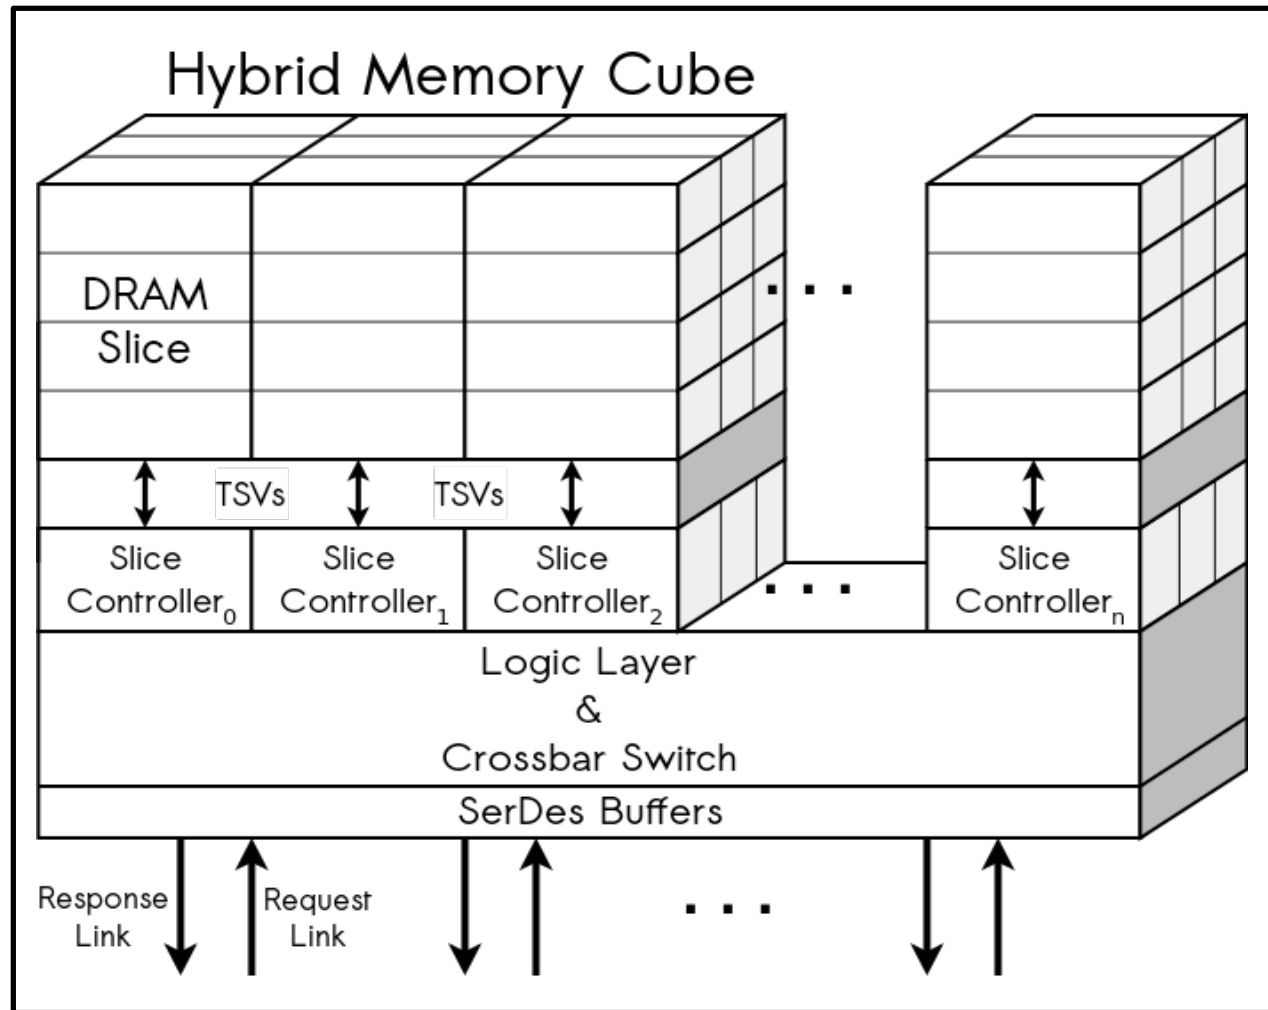 Hybrid Memory Cube
DRAM
Slice
. . .
TSVs
TSVs
Slice
Controller0
Slice
Controller1
Slice
Controller2
. . .
Slice
Controllern
Logic Layer
&
Crossbar Switch
SerDes Buffers
Response
Link
Request
Link
. . .